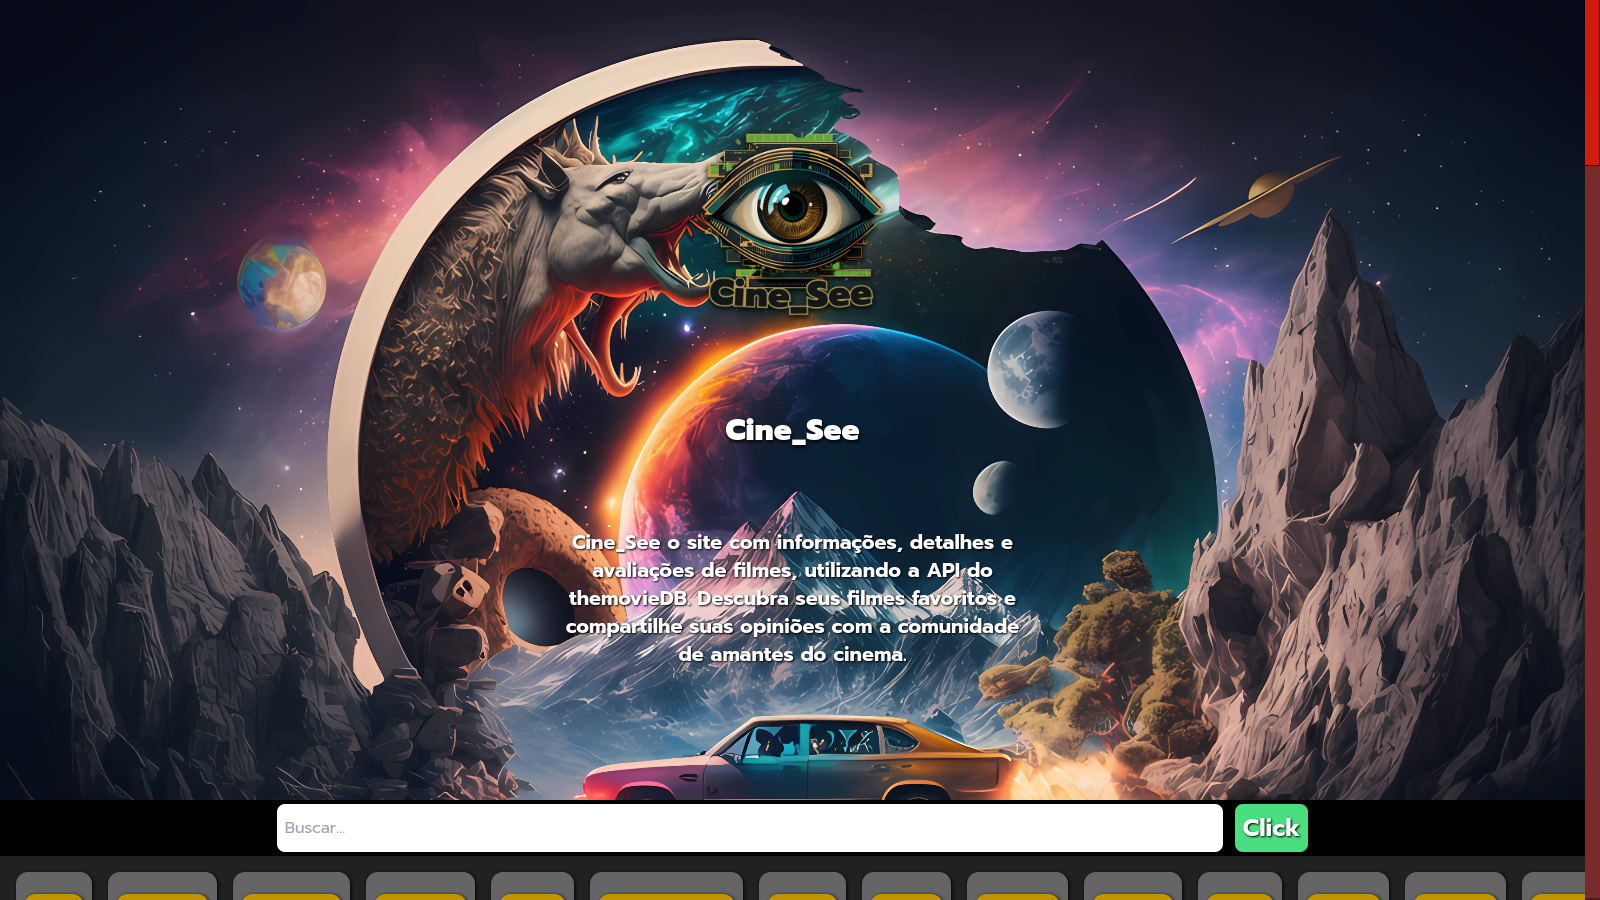 Cine_See
Cine_See
Cine_See o site com informações, detalhes e
avaliações de filmes, utilizando a API do
themovieDB. Descubra seus filmes favoritos e
compartilhe suas opiniões com a comunidade
de amantes do cinema.
Buscar...
Click